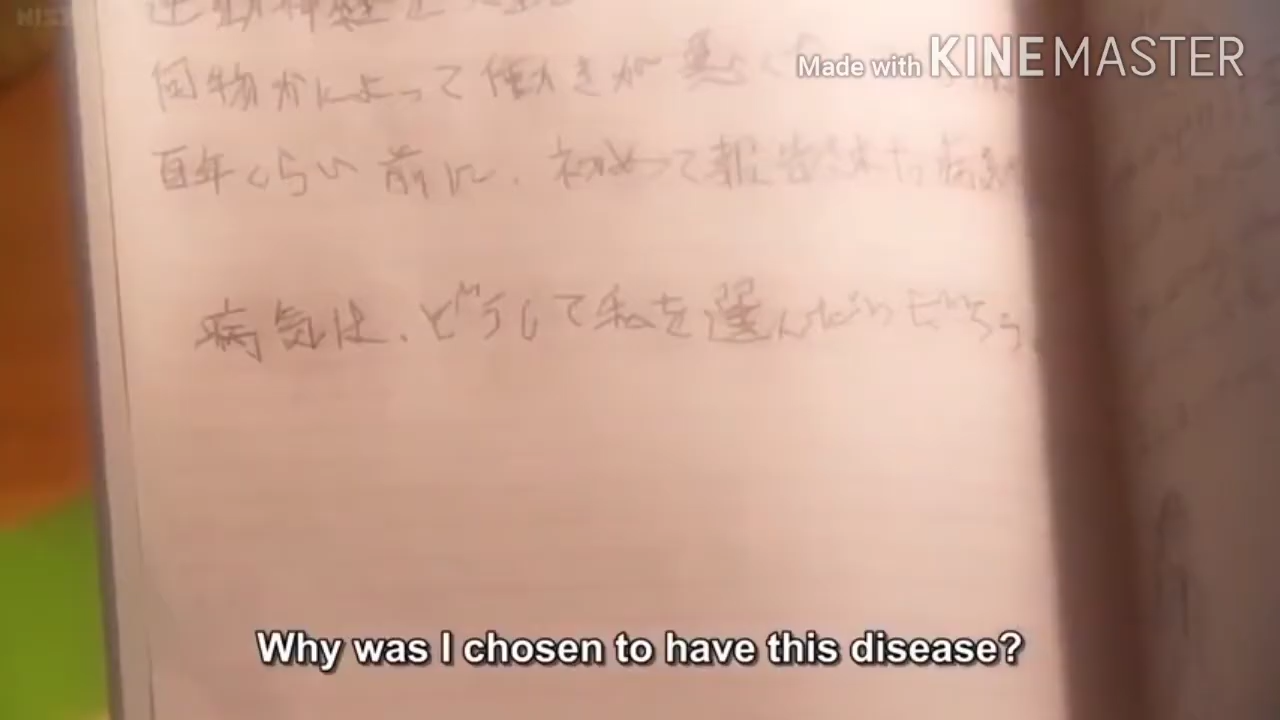 運動神経
Made with KINEMASTER
何物かによって働きが悪く
百年くらい前に、初めて報告された病気
病気は、どうして私を選んだのだろう
Why was I chosen to have this disease?